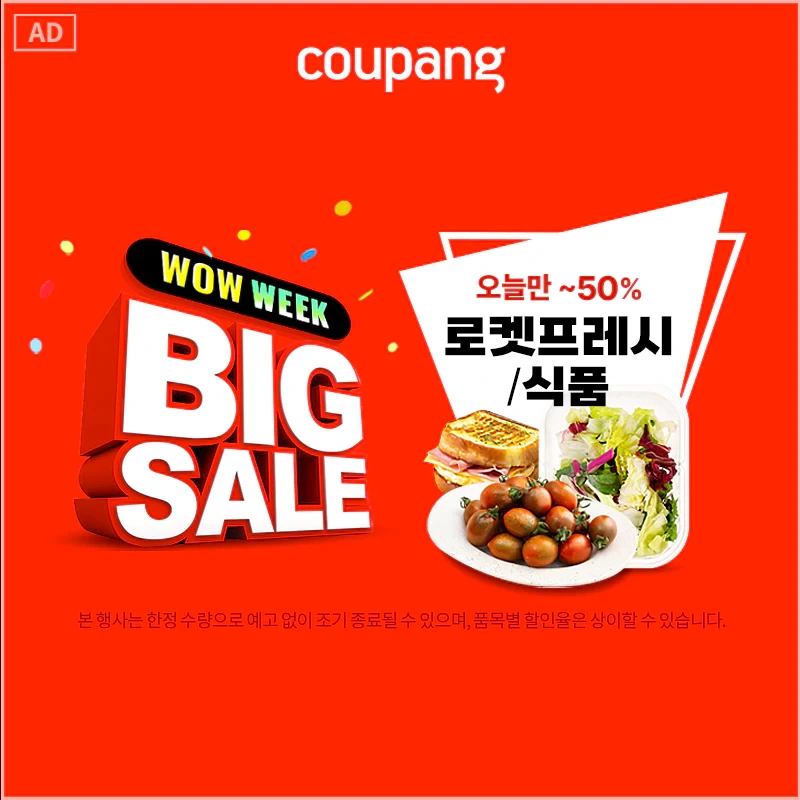 AD
coupang
WOW WEEK
BIG
SALE
오늘만 ~50%
로켓프레시
/식품
본 행사는 한정 수량으로 예고 없이 조기 종료될 수 있으며, 품목별 할인율은 상이할 수 있습니다.